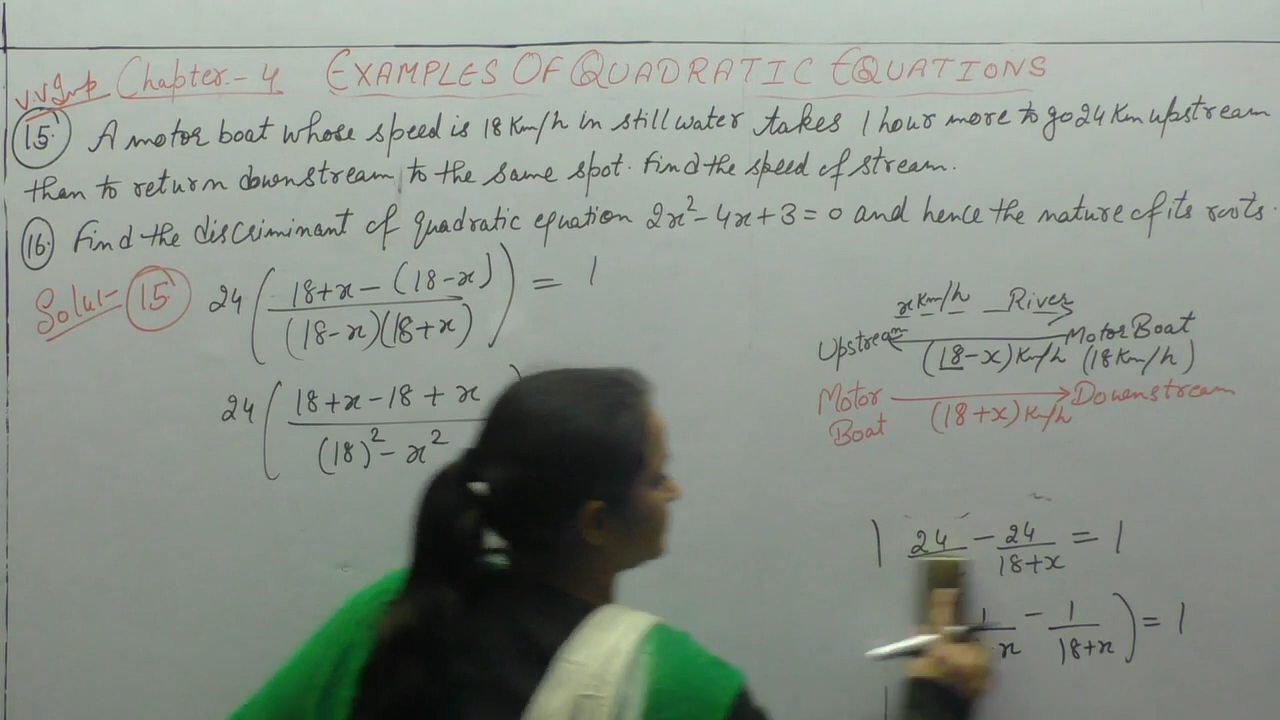 VV Imp Chapter-4 EXAMPLES OF QUADRATIC EQUATIONS
15. A motor boat whose speed is 18 Km/h in still water takes 1 hour more to go 24 Km upstream
than to return downstream to the same spot. Find the speed of stream.
16. Find the discriminant of quadratic equation 2x² - 4x + 3 = 0 and hence the nature of its roots.
Solu:- 15 24 ( 18+x - (18-x) / (18-x)(18+x) ) = 1
24 ( 18+x-18+x / (18)² - x²
x Km/h River
Upstream Motor Boat
(18-x) Km/h (18 Km/h)
Motor Boat Downstream
(18+x) Km/h
24 - 24/18+x = 1
1/ x - 1/18+x ) = 1